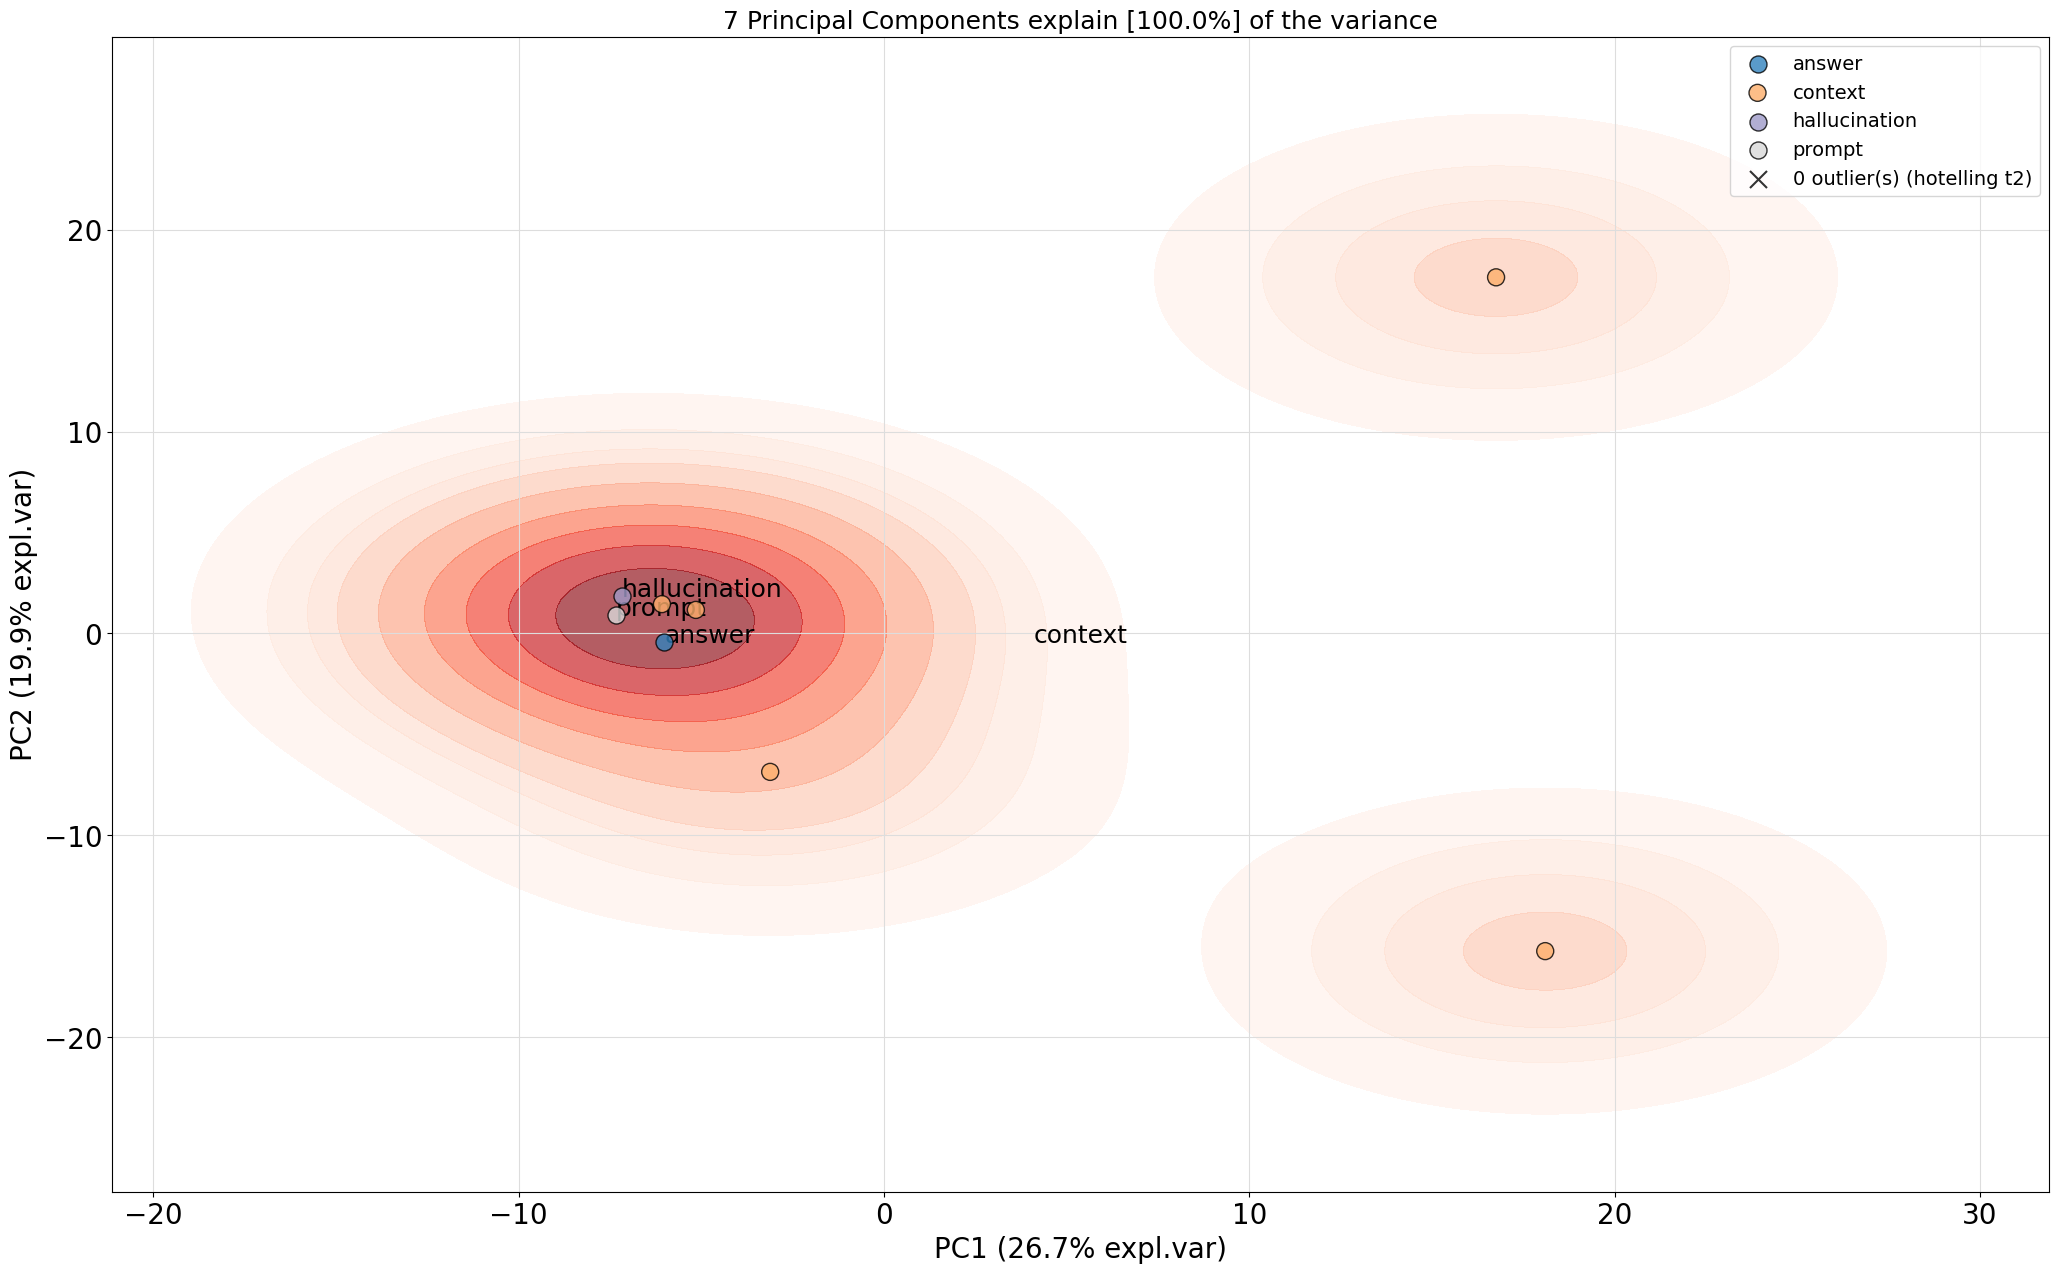 7 Principal Components explain [100.0%] of the variance
answer
context
hallucination
prompt
0 outlier(s) (hotelling t2)
20
10
0
−10
−20
PC2 (19.9% expl.var)
hallucination
prompt
answer
context
−20
−10
0
10
20
30
PC1 (26.7% expl.var)